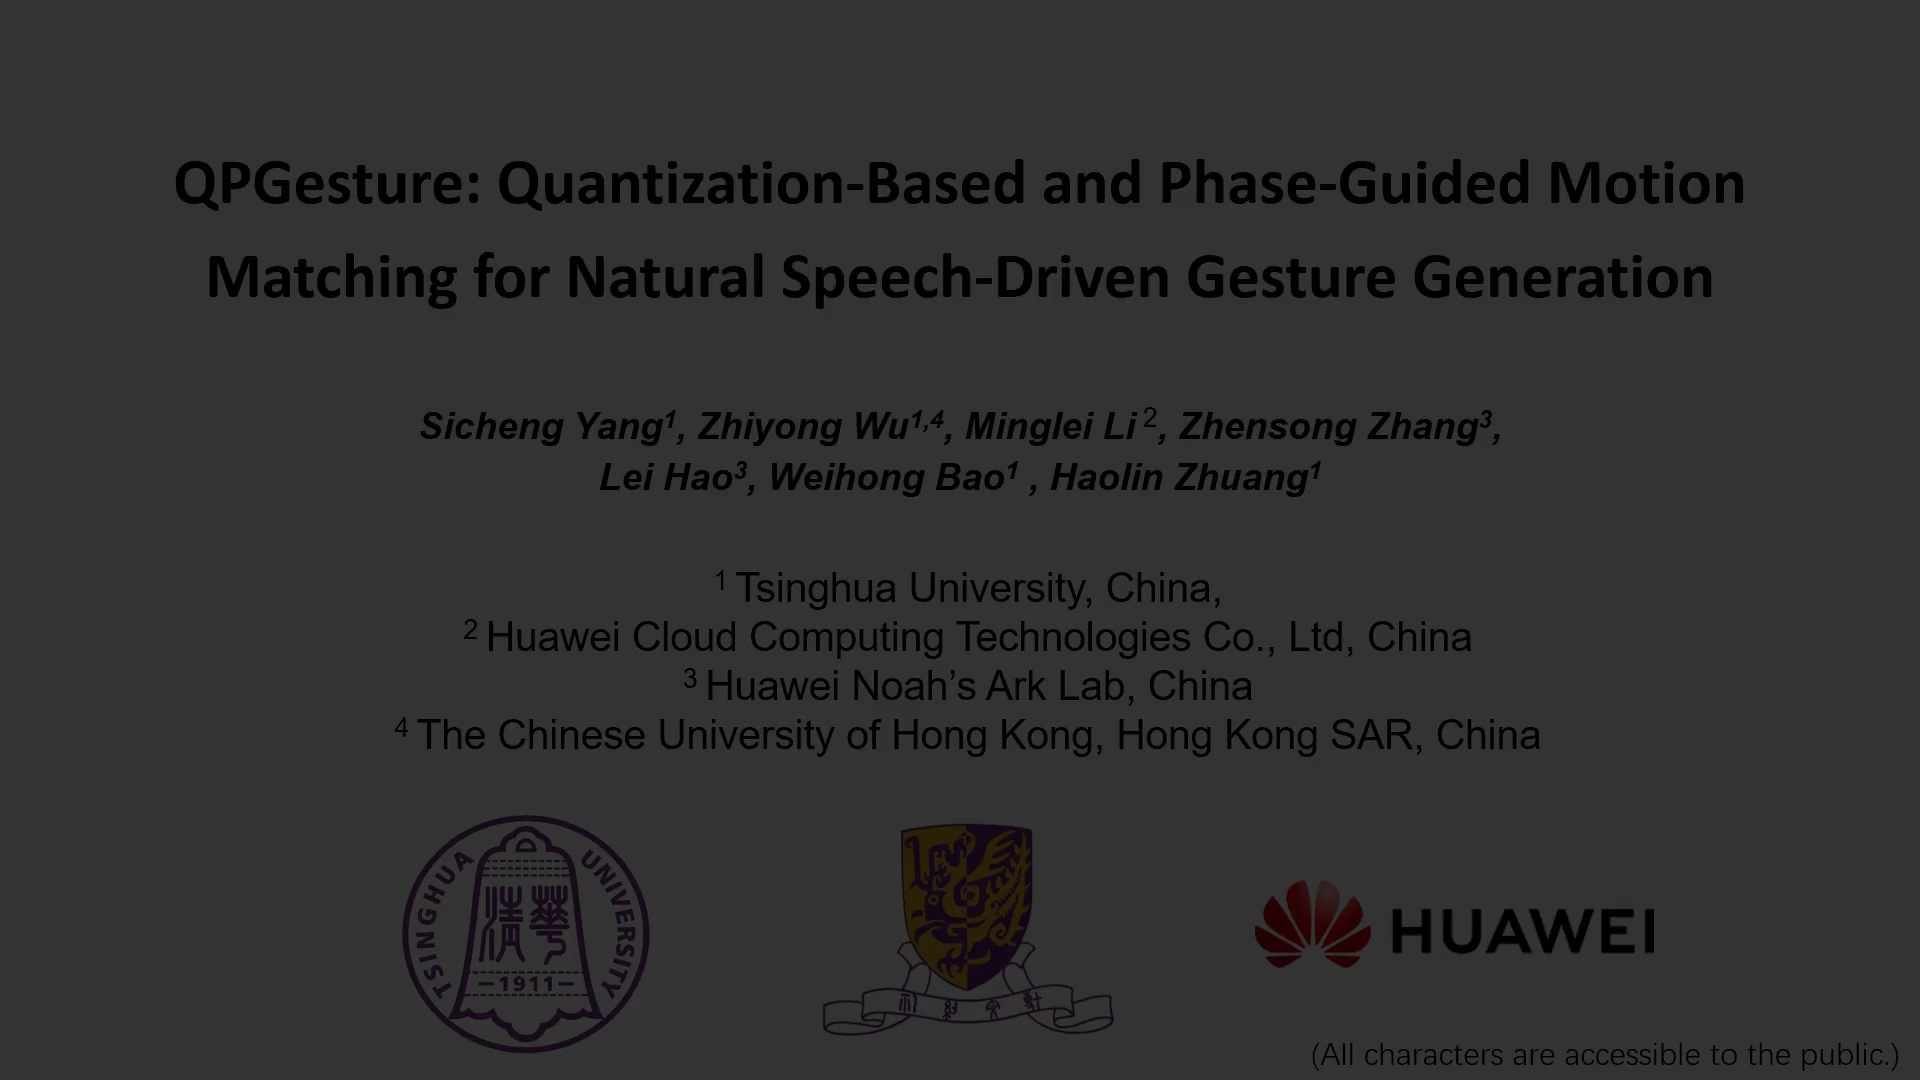 QPGesture: Quantization-Based and Phase-Guided Motion
Matching for Natural Speech-Driven Gesture Generation
Sicheng Yang¹, Zhiyong Wu¹,⁴, Minglei Li ², Zhensong Zhang³,
Lei Hao³, Weihong Bao¹ , Haolin Zhuang¹
¹ Tsinghua University, China,
² Huawei Cloud Computing Technologies Co., Ltd, China
³ Huawei Noah’s Ark Lab, China
⁴ The Chinese University of Hong Kong, Hong Kong SAR, China
TSINGHUA UNIVERSITY
清華
–1911–
HUAWEI
(All characters are accessible to the public.)